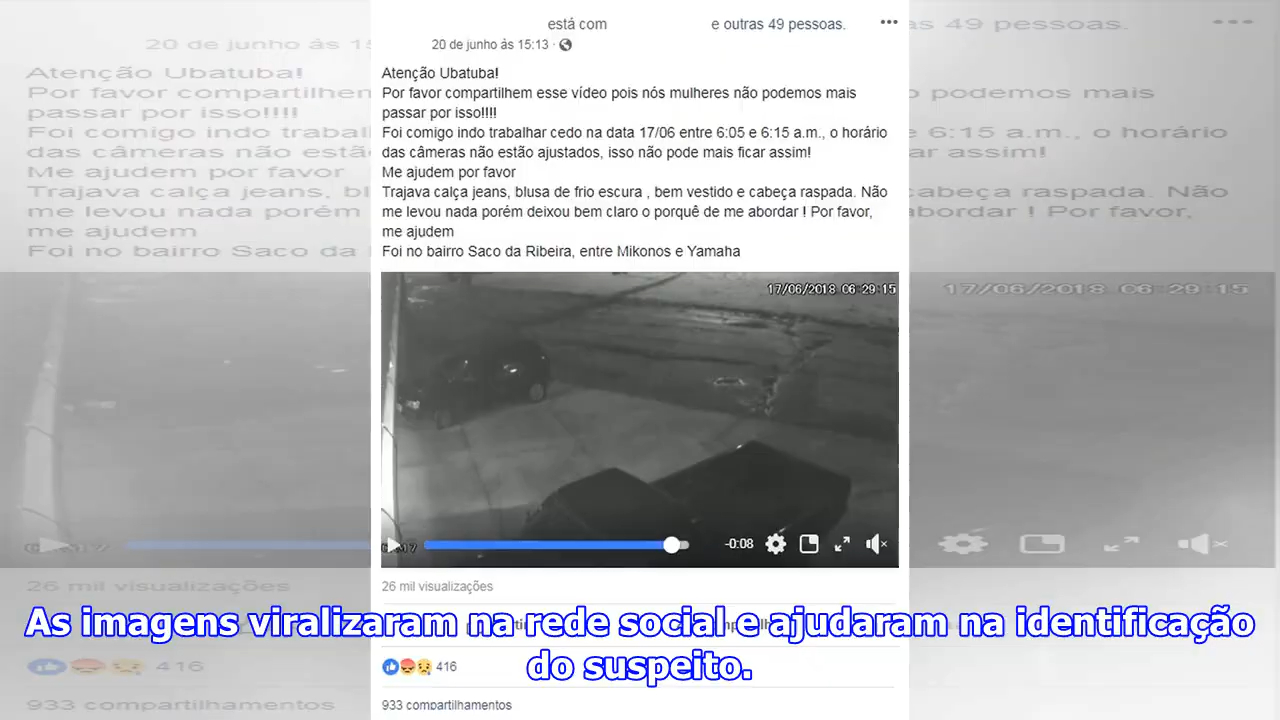 está com e outras 49 pessoas.
20 de junho às 15:13
Atenção Ubatuba!
Por favor compartilhem esse vídeo pois nós mulheres não podemos mais
passar por isso!!!!
Foi comigo indo trabalhar cedo na data 17/06 entre 6:05 e 6:15 a.m., o horário
das câmeras não estão ajustados, isso não pode mais ficar assim!
Me ajudem por favor
Trajava calça jeans, blusa de frio escura , bem vestido e cabeça raspada. Não
me levou nada porém deixou bem claro o porquê de me abordar ! Por favor,
me ajudem
Foi no bairro Saco da Ribeira, entre Mikonos e Yamaha
17/06/2018 06:29:15
-0:08
26 mil visualizações
As imagens viralizaram na rede social e ajudaram na identificação
do suspeito.
416
933 compartilhamentos